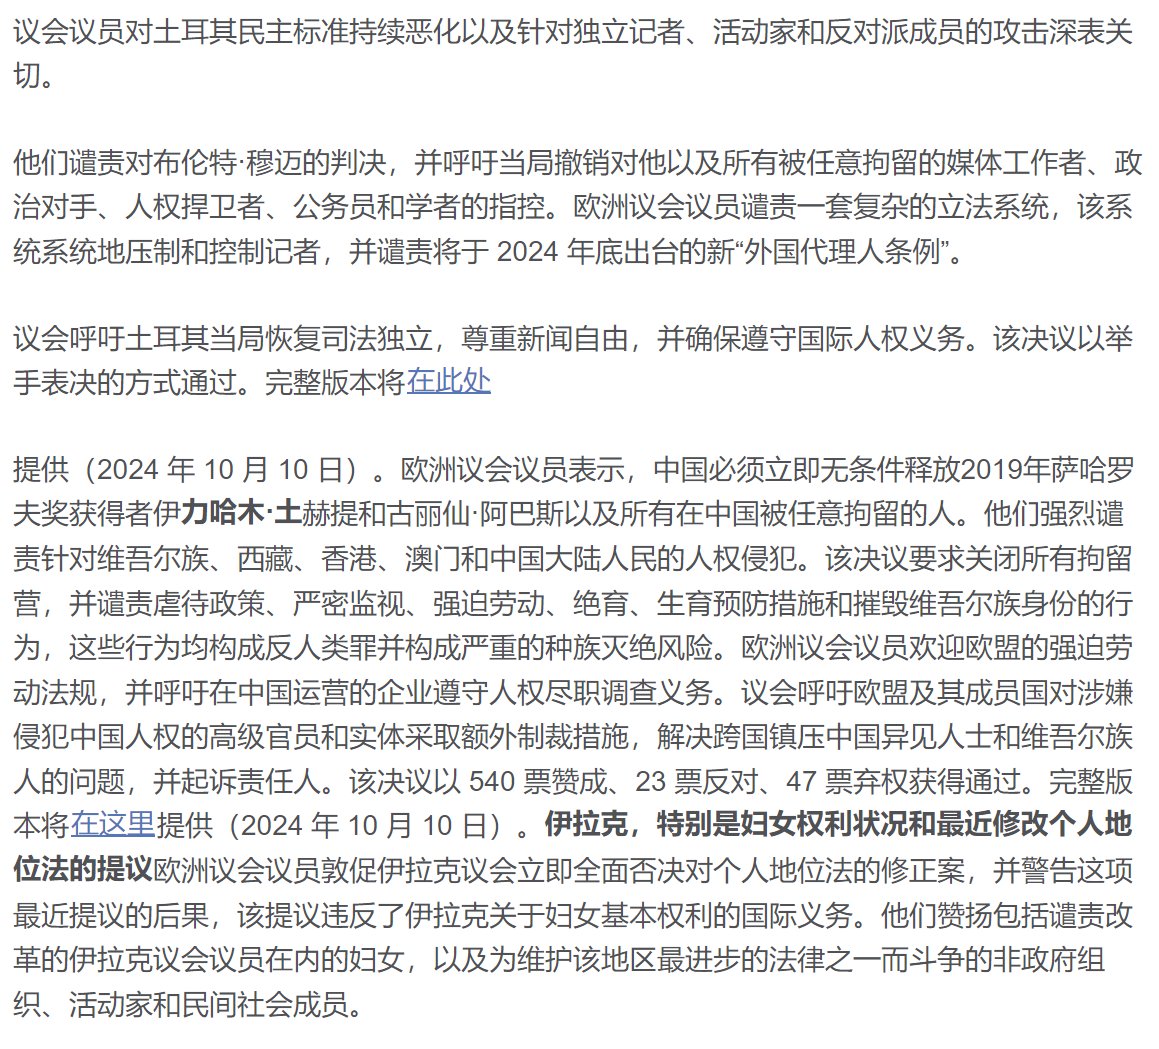 议会议员对土耳其民主标准持续恶化以及针对独立记者、活动家和反对派成员的攻击深表关
切。
他们谴责对布伦特·穆迈的判决，并呼吁当局撤销对他以及所有被任意拘留的媒体工作者、政
治对手、人权捍卫者、公务员和学者的指控。欧洲议会议员谴责一套复杂的立法系统，该系
统系统地压制和控制记者，并谴责将于 2024 年底出台的新“外国代理人条例”。
议会呼吁土耳其当局恢复司法独立，尊重新闻自由，并确保遵守国际人权义务。该决议以举
手表决的方式通过。完整版本将在此处
提供（2024 年 10 月 10 日）。欧洲议会议员表示，中国必须立即无条件释放2019年萨哈罗
夫奖获得者伊力哈木·土赫提和古丽仙·阿巴斯以及所有在中国被任意拘留的人。他们强烈谴
责针对维吾尔族、西藏、香港、澳门和中国大陆人民的人权侵犯。该决议要求关闭所有拘留
营，并谴责虐待政策、严密监视、强迫劳动、绝育、生育预防措施和摧毁维吾尔族身份的行
为，这些行为均构成反人类罪并构成严重的种族灭绝风险。欧洲议会议员欢迎欧盟的强迫劳
动法规，并呼吁在中国运营的企业遵守人权尽职调查义务。议会呼吁欧盟及其成员国对涉嫌
侵犯中国人权的高级官员和实体采取额外制裁措施，解决跨国镇压中国异见人士和维吾尔族
人的问题，并起诉责任人。该决议以 540 票赞成、23 票反对、47 票弃权获得通过。完整版
本将在这里提供（2024 年 10 月 10 日）。伊拉克，特别是妇女权利状况和最近修改个人地
位法的提议欧洲议会议员敦促伊拉克议会立即全面否决对个人地位法的修正案，并警告这项
最近提议的后果，该提议违反了伊拉克关于妇女基本权利的国际义务。他们赞扬包括谴责改
革的伊拉克议会议员在内的妇女，以及为维护该地区最进步的法律之一而斗争的非政府组
织、活动家和民间社会成员。